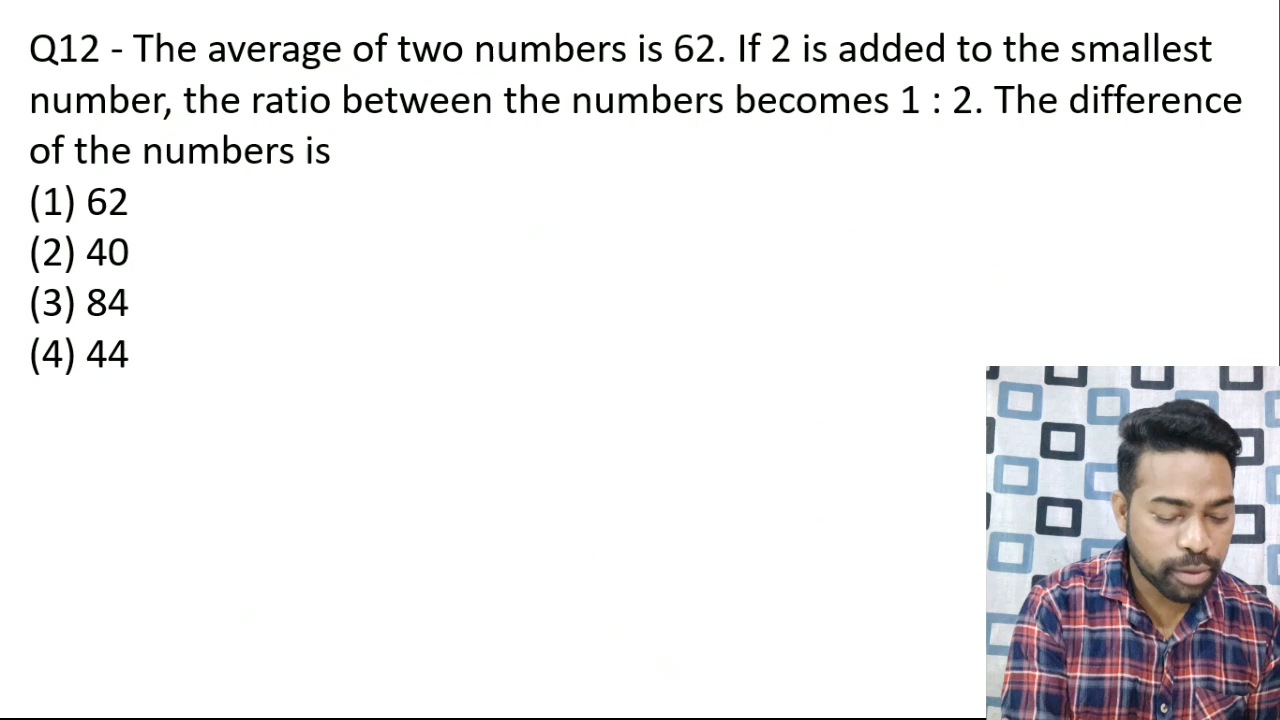 Q12 - The average of two numbers is 62. If 2 is added to the smallest
number, the ratio between the numbers becomes 1 : 2. The difference
of the numbers is
(1) 62
(2) 40
(3) 84
(4) 44